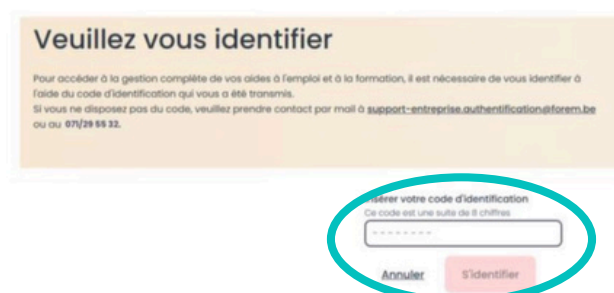 Veuillez vous identifier
Pour accéder à la gestion complète de vos aides à l'emploi et à la formation, il est nécessaire de vous identifier à
l'aide du code d'identification qui vous a été transmis.
Si vous ne disposez pas du code, veuillez prendre contact par mail à support-entreprise.authentification@forem.be
ou au 071/29 55 32.
Insérer votre code d'identification
Ce code est une suite de 8 chiffres
--------
Annuler S'identifier